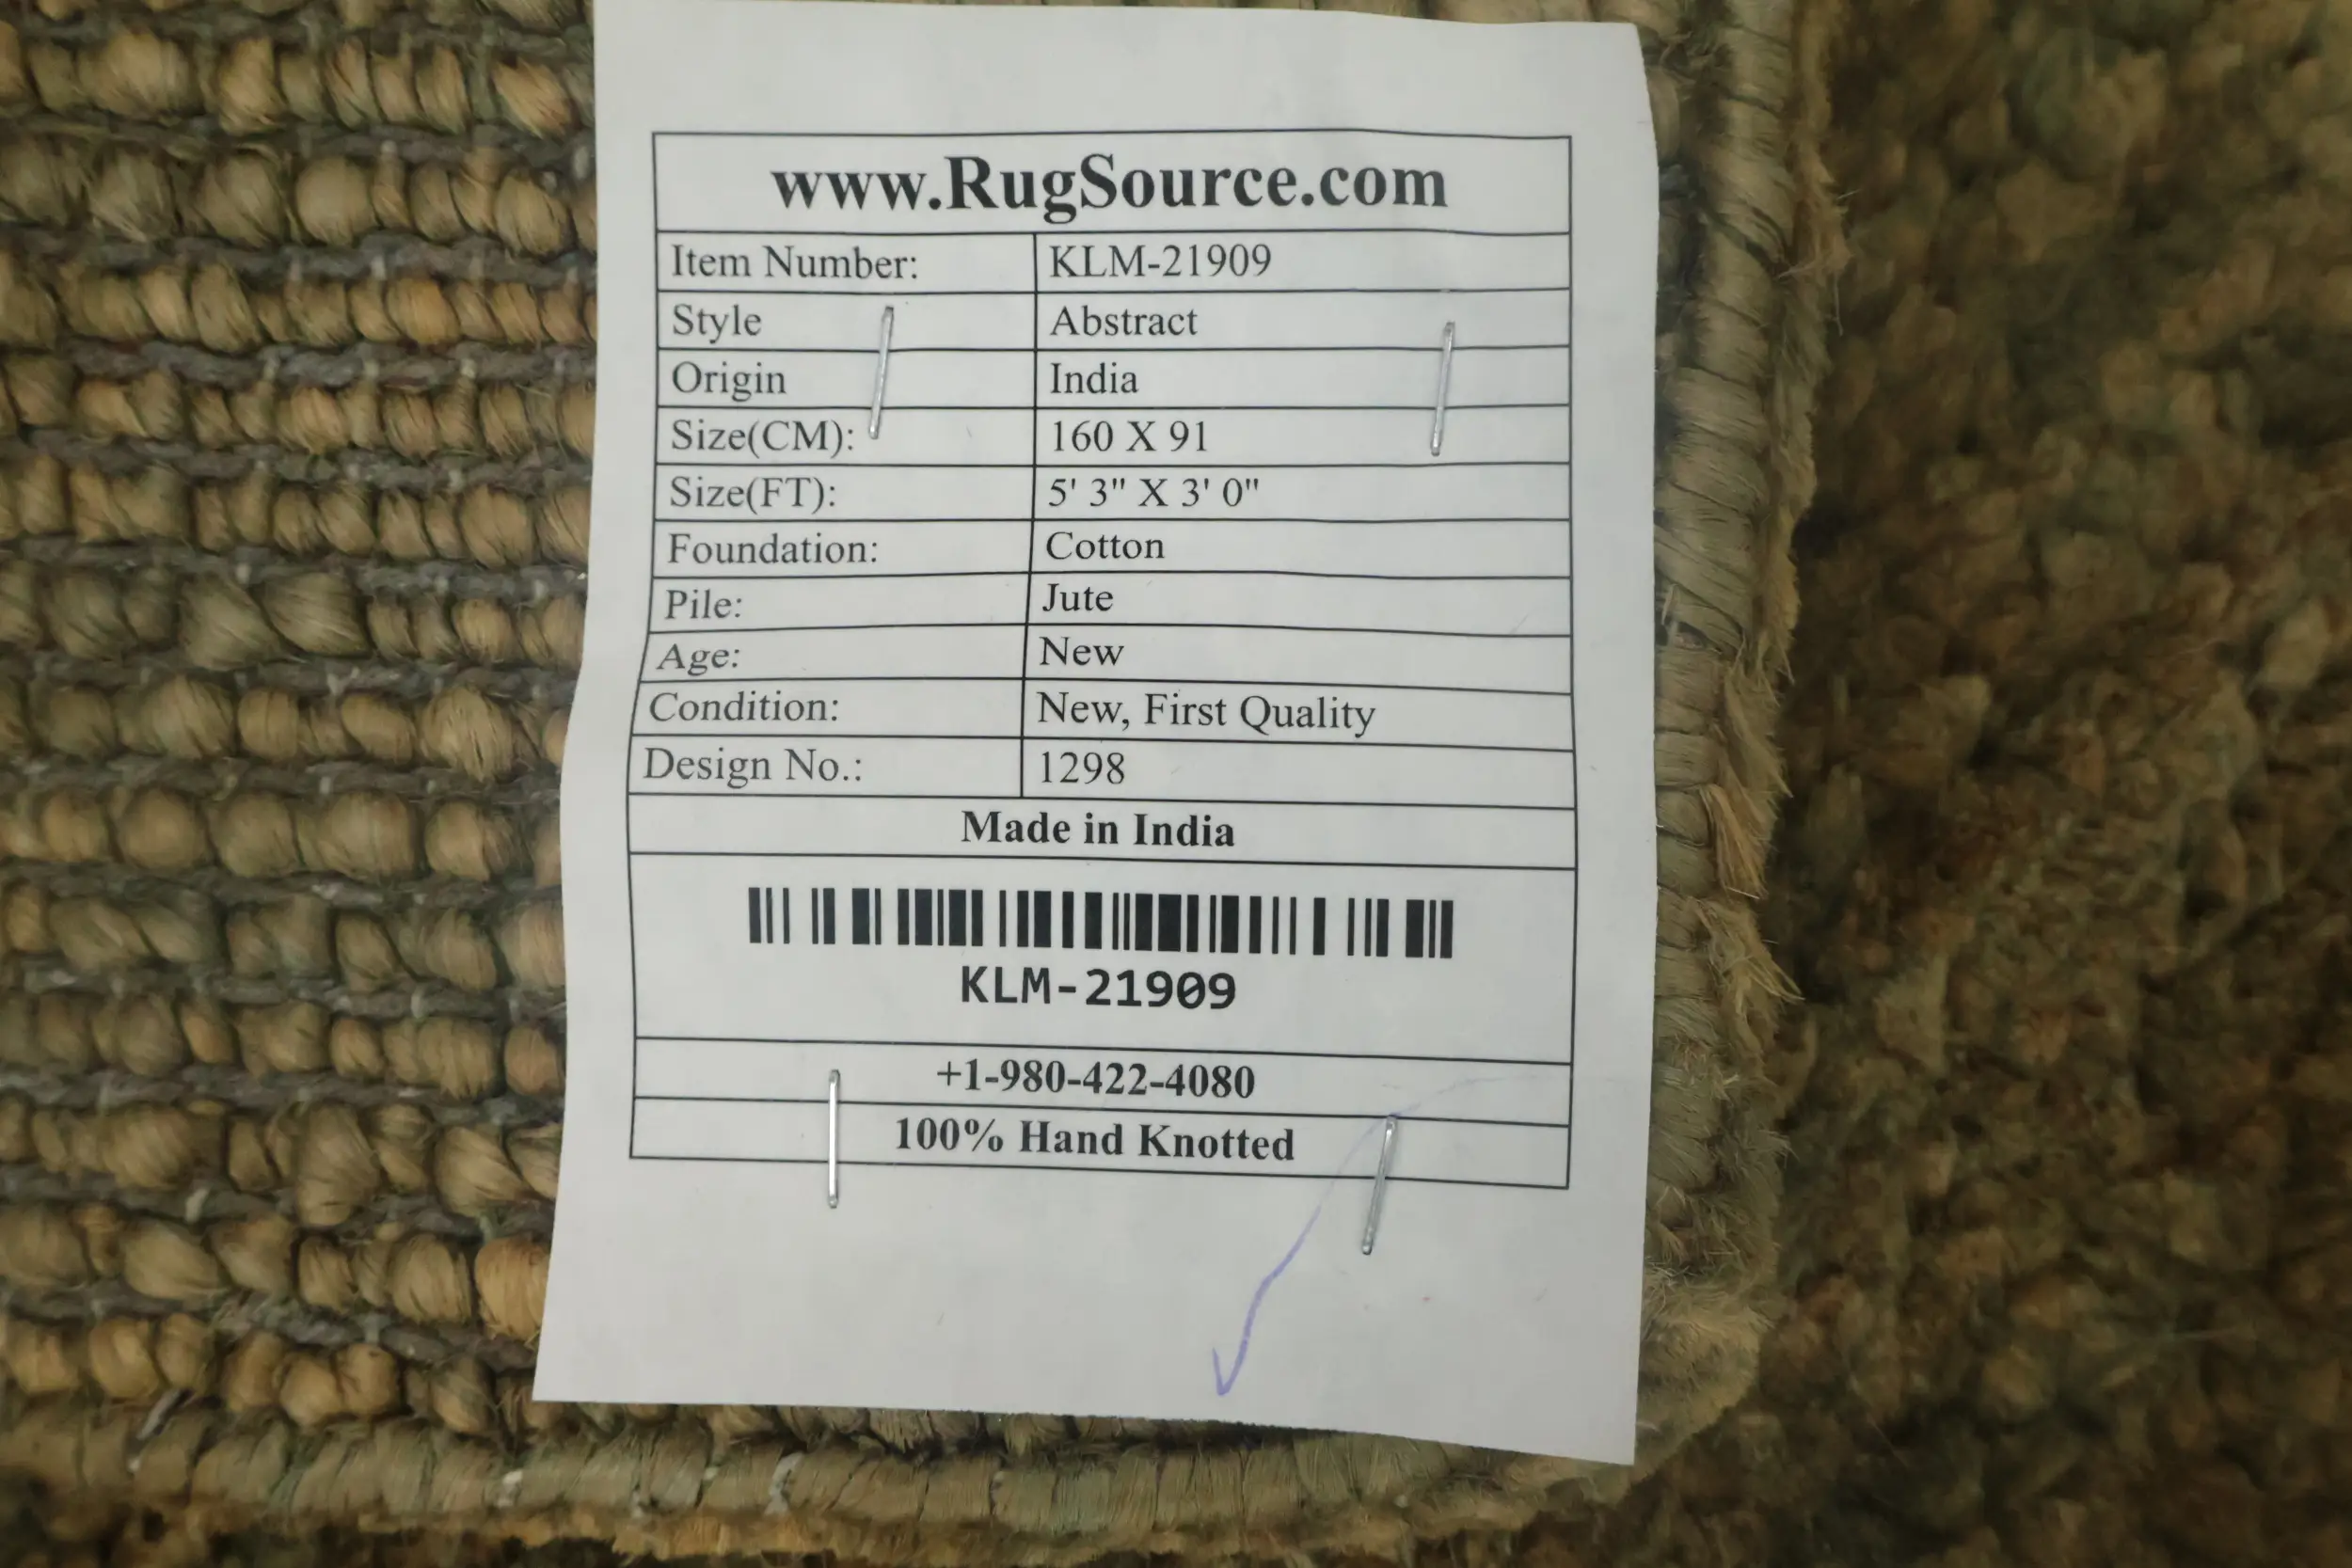 www.RugSource.com
Item Number: KLM-21909
Style Abstract
Origin India
Size(CM): 160 X 91
Size(FT): 5' 3" X 3' 0"
Foundation: Cotton
Pile: Jute
Age: New
Condition: New, First Quality
Design No.: 1298
Made in India
KLM-21909
+1-980-422-4080
100% Hand Knotted